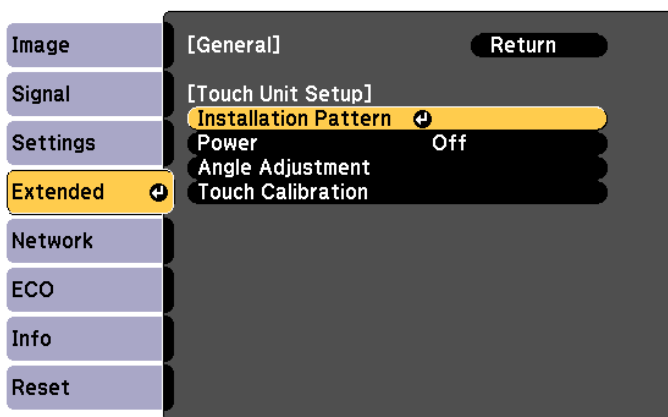 Image
Signal
Settings
Extended
Network
ECO
Info
Reset
[General] Return
[Touch Unit Setup]
Installation Pattern
Power Off
Angle Adjustment
Touch Calibration